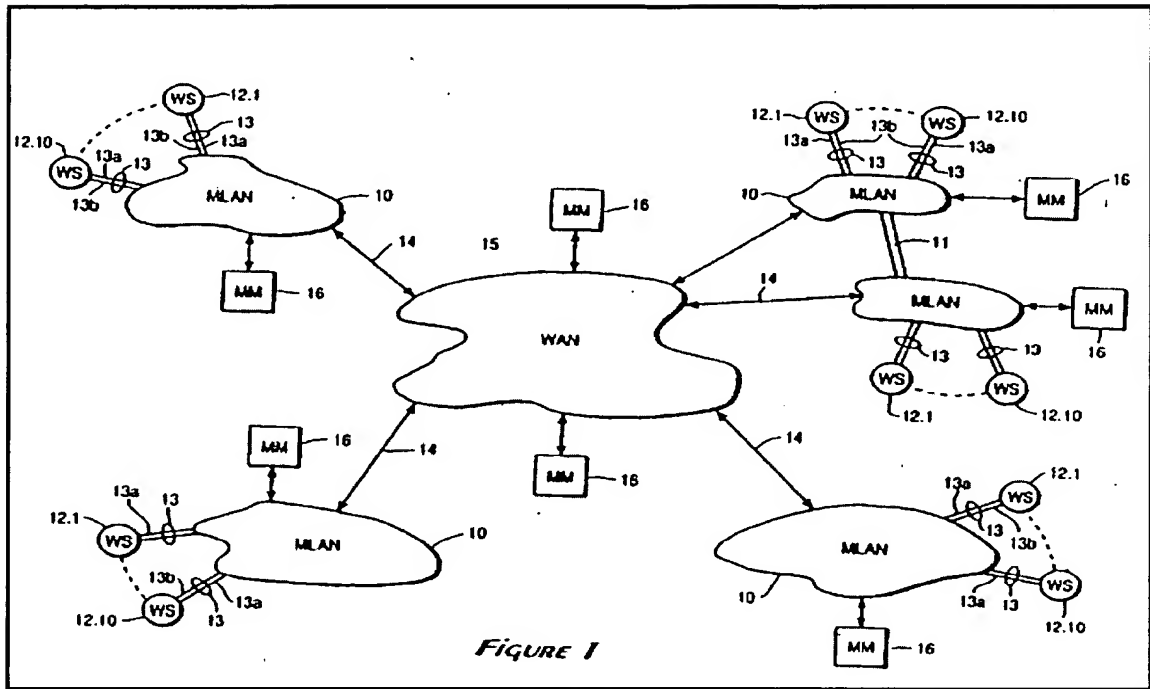 WS 12.1
13
12.10 13b 13a
13a 13
WS
13b
MLAN
10
14
MM 16
15
MM 16
12.1 WS 13b WS 12.10
13a 13a
13 13
10 MLAN
MM 16
11
14
MLAN
MM
16
13 13
WS WS
12.1 12.10
WAN
MM 16
14
14
MM 16
13a 13
12.1
WS
MLAN
10
13b
WS 13 13a
12.10
12.1
13a WS
13 13b
MLAN
10
13a 13 WS
12.10
MM 16
FIGURE 1